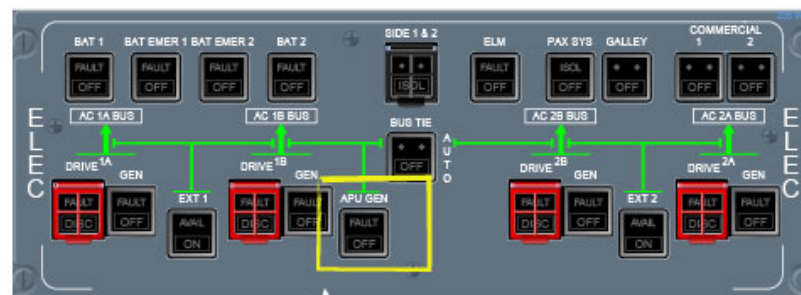 BAT 1 BAT EMER 1 BAT EMER 2 BAT 2 SIDE 1 & 2 ELM PAX SYS GALLEY COMMERCIAL
1 2
FAULT FAULT FAULT FAULT FAULT ISOL
OFF OFF OFF OFF ISOL OFF OFF OFF OFF OFF
AC 1A BUS AC 1B BUS BUS TIE AC 2B BUS AC 2A BUS
ELEC
OFF
AUTO
ELEC
DRIVE 1A GEN EXT 1 DRIVE 1B GEN APU GEN DRIVE 2B GEN EXT 2 DRIVE 2A GEN
FAULT FAULT AVAIL FAULT FAULT FAULT FAULT FAULT AVAIL FAULT FAULT
DISC OFF ON DISC OFF OFF DISC OFF ON DISC OFF